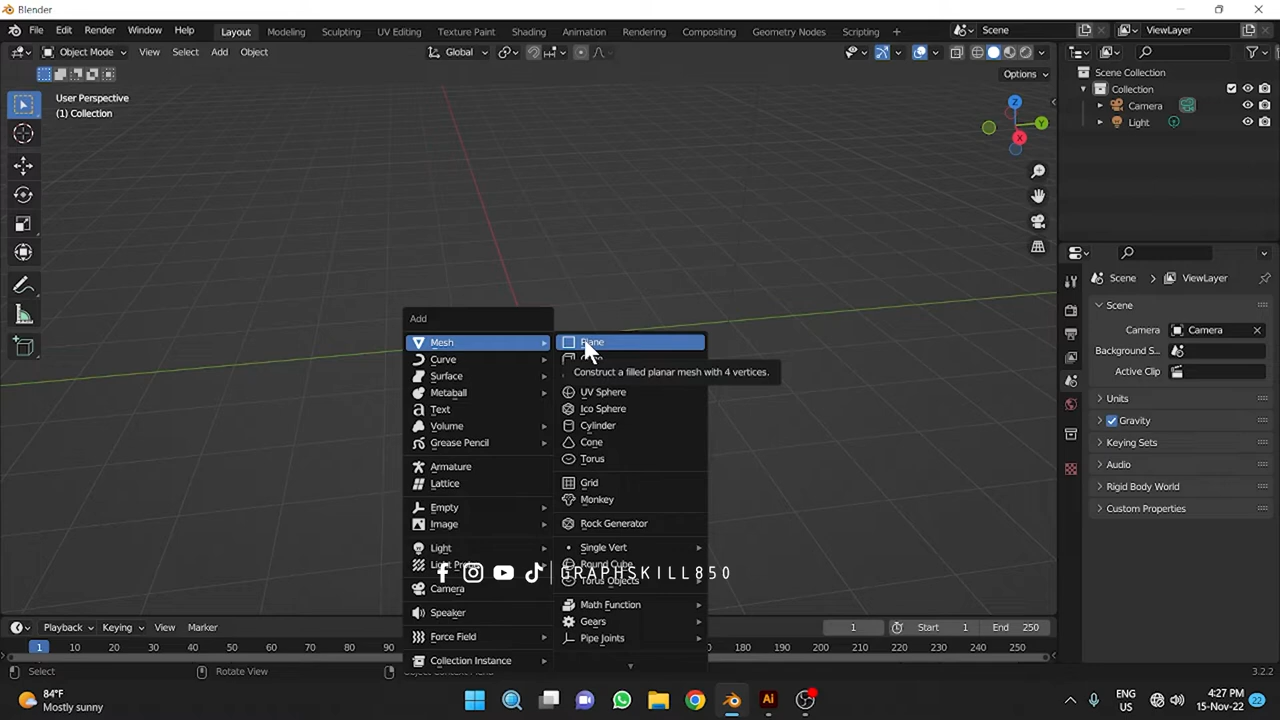 Blender
File Edit Render Window Help Layout Modeling Sculpting UV Editing Texture Paint Shading Animation Rendering Compositing Geometry Nodes Scripting + Scene ViewLayer
Object Mode View Select Add Object Global
Options
User Perspective
(1) Collection
Z
Y
X
Scene Collection
Collection
Camera
Light
Scene > ViewLayer
Scene
Camera Camera
Background S...
Active Clip
Units
Gravity
Keying Sets
Audio
Rigid Body World
Custom Properties
Add
Mesh
Curve
Surface
Metaball
Text
Volume
Grease Pencil
Armature
Lattice
Empty
Image
Light
Camera
Speaker
Force Field
Collection Instance
Plane
Construct a filled planar mesh with 4 vertices.
UV Sphere
Ico Sphere
Cylinder
Cone
Torus
Grid
Monkey
Rock Generator
Single Vert
Round Cube
Torus Objects
Math Function
Gears
Pipe Joints
GRAPHSKILL850
Playback Keying View Marker 1 Start 1 End 250
1 10 20 30 40 50 60 70 80 90 180 190 200 210 220 230 240 250
Select Rotate View 3.2.2
84°F
Mostly sunny
ENG
US
4:27 PM
15-Nov-22
22